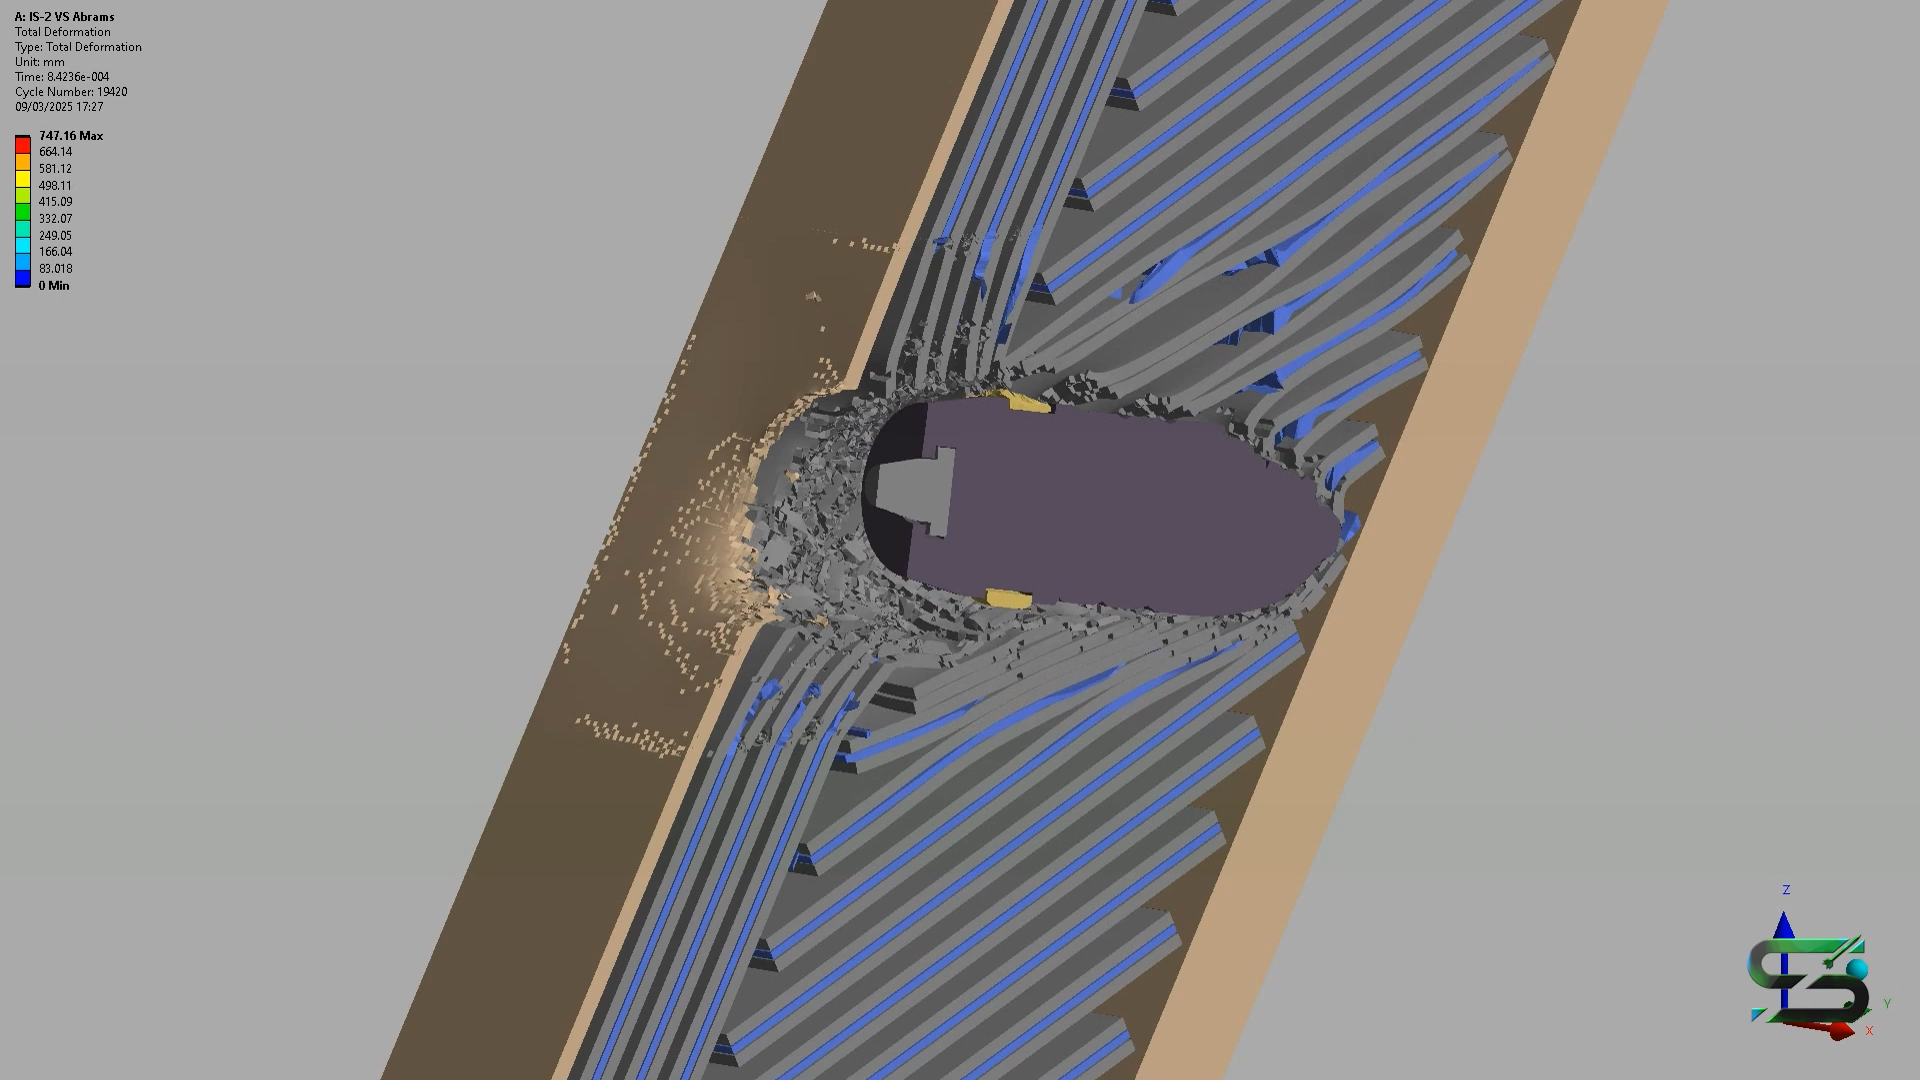 A: IS-2 VS Abrams
Total Deformation
Type: Total Deformation
Unit: mm
Time: 8.4236e-004
Cycle Number: 19420
09/03/2025 17:27
747.16 Max
664.14
581.12
498.11
415.09
332.07
249.05
166.04
83.018
0 Min
Z
Y
X